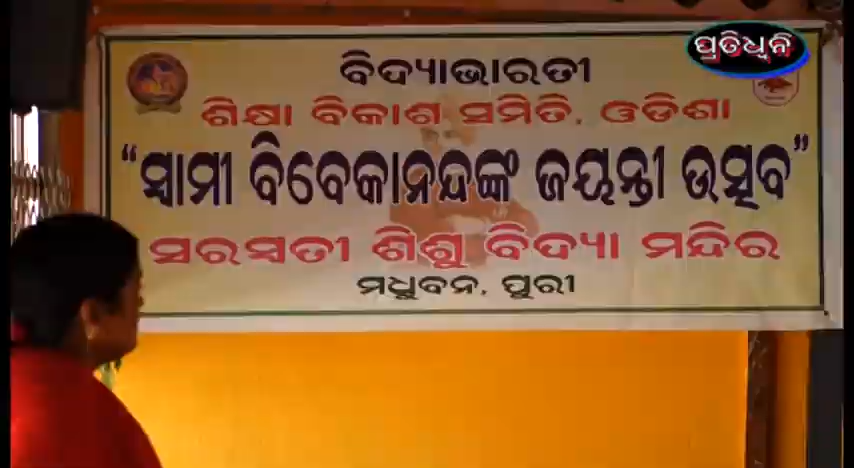 ପ୍ରତିଧ୍ୱନି
ବିଦ୍ୟାଭାରତୀ
ଶିକ୍ଷା ବିକାଶ ସମିତି, ଓଡିଶା
“ସ୍ୱାମୀ ବିବେକାନନ୍ଦଙ୍କ ଜୟନ୍ତୀ ଉତ୍ସବ”
ସରସ୍ୱତୀ ଶିଶୁ ବିଦ୍ୟା ମନ୍ଦିର
ମଧୁବନ, ପୁରୀ